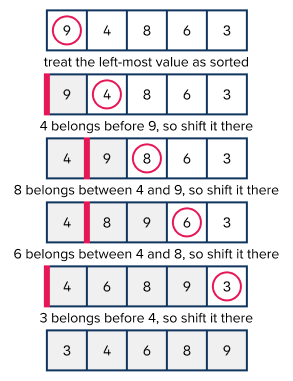 9 4 8 6 3
treat the left-most value as sorted
9 4 8 6 3
4 belongs before 9, so shift it there
4 9 8 6 3
8 belongs between 4 and 9, so shift it there
4 8 9 6 3
6 belongs between 4 and 8, so shift it there
4 6 8 9 3
3 belongs before 4, so shift it there
3 4 6 8 9